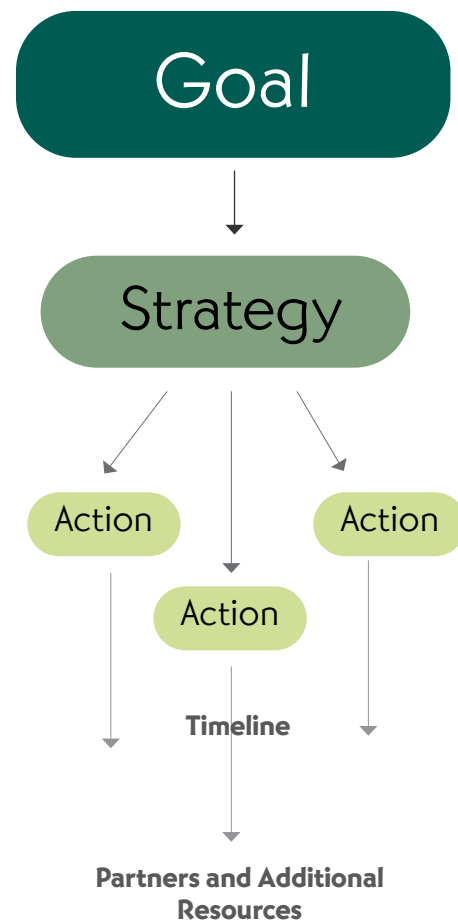 Goal
Strategy
Action
Action
Action
Timeline
Partners and Additional
Resources